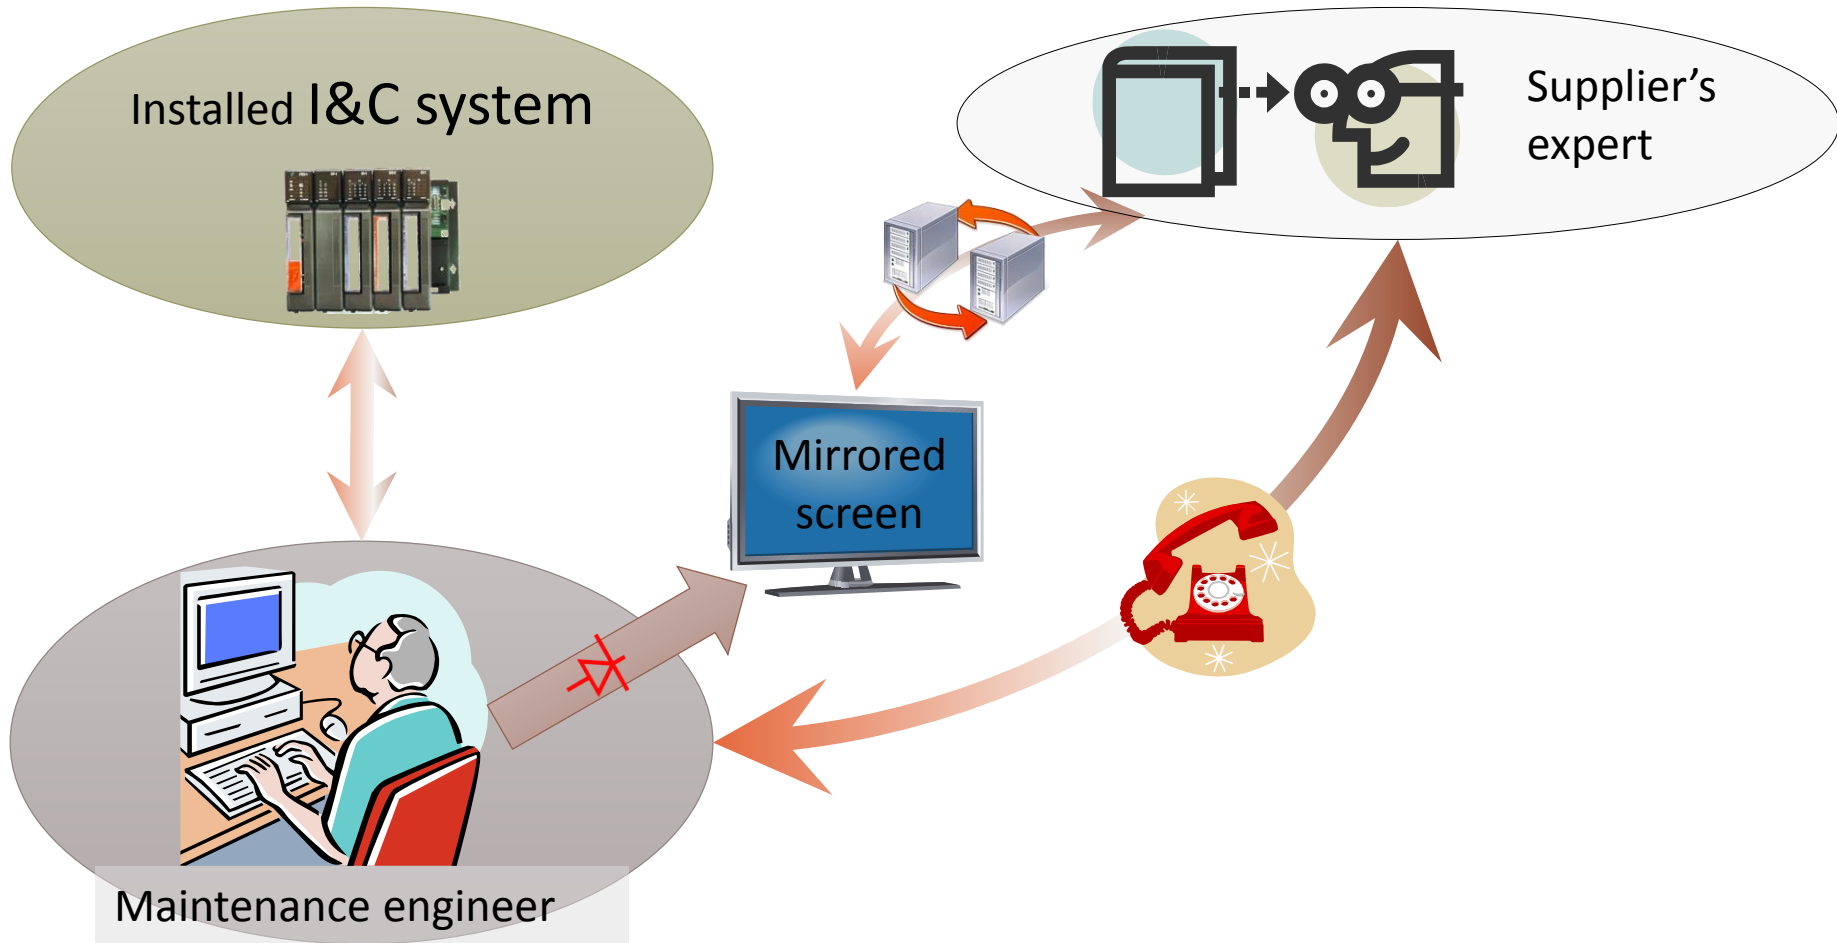 Installed I&C system
Supplier’s
expert
Mirrored
screen
Maintenance engineer